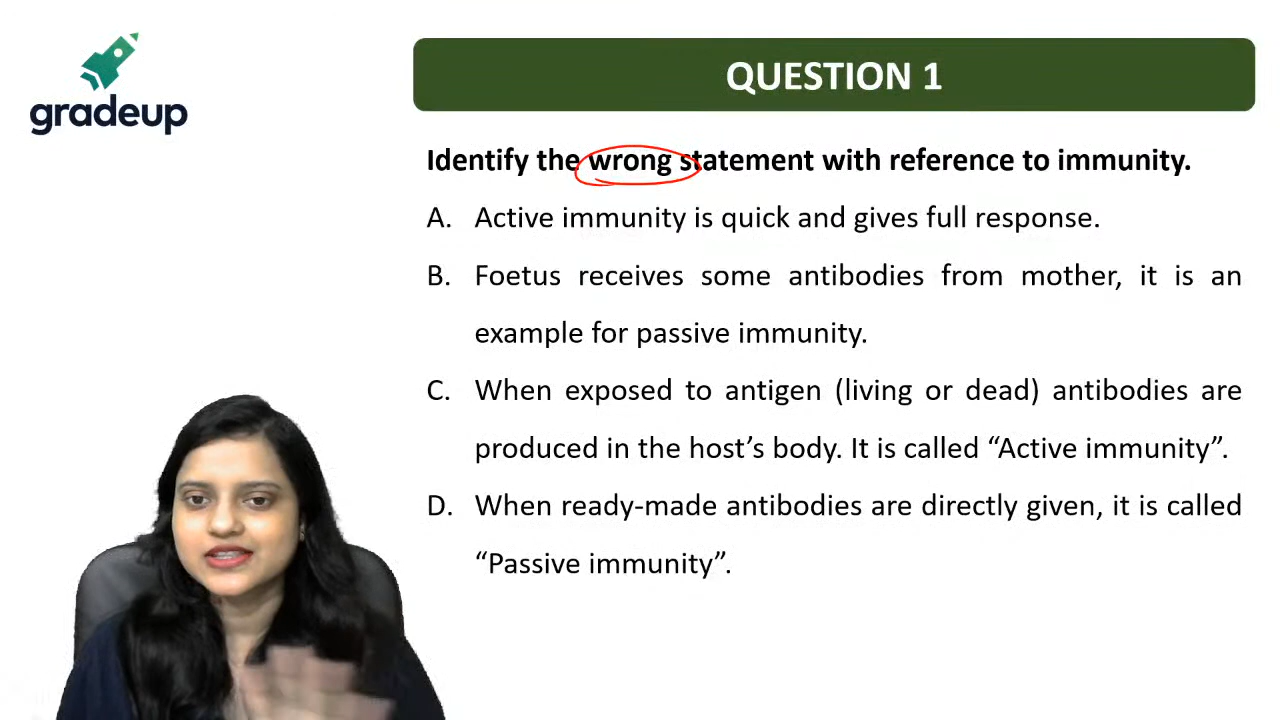 gradeup
QUESTION 1
Identify the wrong statement with reference to immunity.
A. Active immunity is quick and gives full response.
B. Foetus receives some antibodies from mother, it is an
example for passive immunity.
C. When exposed to antigen (living or dead) antibodies are
produced in the host’s body. It is called “Active immunity”.
D. When ready-made antibodies are directly given, it is called
“Passive immunity”.